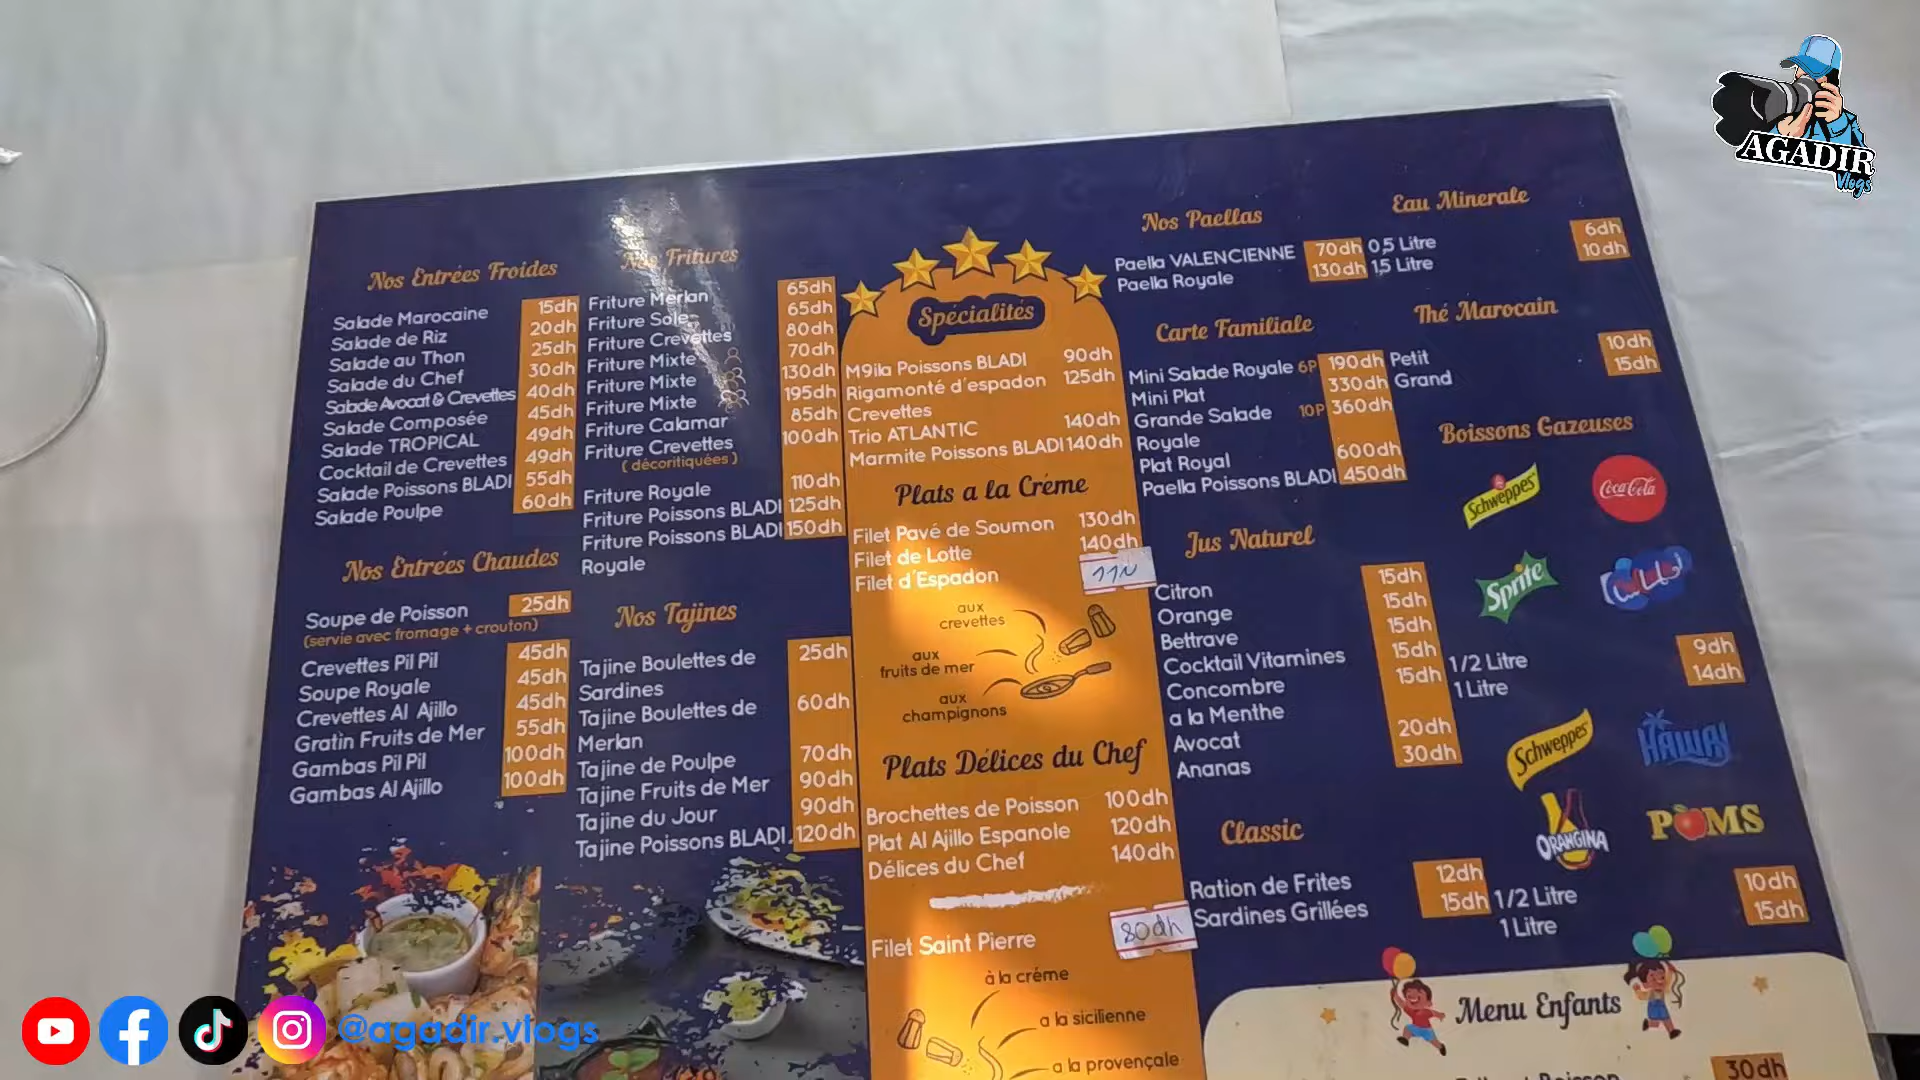 AGADIR
Vlogs
Nos Entrées Froides
Salade Marocaine 15dh
Salade de Riz 20dh
Salade au Thon 25dh
Salade du Chef 30dh
Salade Avocat & Crevettes 40dh
Salade Composée 45dh
Salade TROPICAL 49dh
Cocktail de Crevettes 49dh
Salade Poissons BLADI 55dh
Salade Poulpe 60dh
Nos Entrées Chaudes
Soupe de Poisson 25dh
(servie avec fromage + crouton)
Crevettes Pil Pil 45dh
Soupe Royale 45dh
Crevettes Al Ajillo 45dh
Gratin Fruits de Mer 55dh
Gambas Pil Pil 100dh
Gambas Al Ajillo 100dh
Nos Fritures
Friture Merlan 65dh
Friture Sole 65dh
Friture Crevettes 80dh
Friture Mixte 70dh
Friture Mixte 130dh
Friture Mixte 195dh
Friture Calamar 85dh
Friture Crevettes 100dh
(décoritiquées)
Friture Royale 110dh
Friture Poissons BLADI 125dh
Friture Poissons BLADI 150dh
Royale
Nos Tajines
Tajine Boulettes de 25dh
Sardines
Tajine Boulettes de 60dh
Merlan
Tajine de Poulpe 70dh
Tajine Fruits de Mer 90dh
Tajine du Jour 90dh
Tajine Poissons BLADI. 120dh
Spécialités
M9ila Poissons BLADI 90dh
Rigamonté d'espadon 125dh
Crevettes
Trio ATLANTIC 140dh
Marmite Poissons BLADI 140dh
Plats a la Créme
Filet Pavé de Soumon 130dh
Filet de Lotte 140dh
Filet d'Espadon
aux
crevettes
aux
fruits de mer
aux
champignons
Plats Délices du Chef
Brochettes de Poisson 100dh
Plat Al Ajillo Espanole 120dh
Délices du Chef 140dh
Filet Saint Pierre 80dh
à la créme
a la sicilienne
a la provençale
Nos Paellas
Paella VALENCIENNE 70dh
Paella Royale 130dh
Carte Familiale
Mini Salade Royale 6P 190dh
Mini Plat 330dh
Grande Salade 10P 360dh
Royale
Plat Royal 600dh
Paella Poissons BLADI 450dh
Jus Naturel
Citron 15dh
Orange 15dh
Bettrave 15dh
Cocktail Vitamines 15dh
Concombre 15dh
a la Menthe
Avocat 20dh
Ananas 30dh
Classic
Ration de Frites 12dh
Sardines Grillées 15dh
Eau Minerale
0,5 Litre 6dh
1,5 Litre 10dh
Thé Marocain
Petit 10dh
Grand 15dh
Boissons Gazeuses
Schweppes
Coca-Cola
Sprite
1/2 Litre 9dh
1 Litre 14dh
Schweppes
HAWAI
ORANGINA
POMS
1/2 Litre 10dh
1 Litre 15dh
Menu Enfants
30dh
@agadir.vlogs